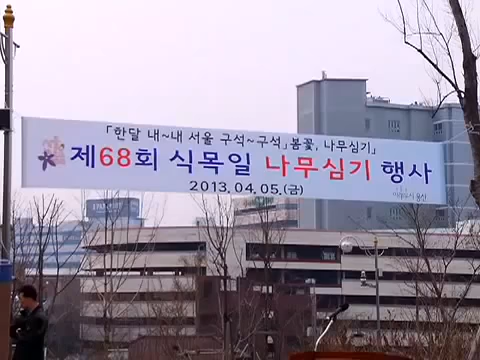 「한달 내~내 서울 구석~구석」봄꽃, 나무심기」
제68회 식목일 나무심기 행사
2013. 04. 05.(금)